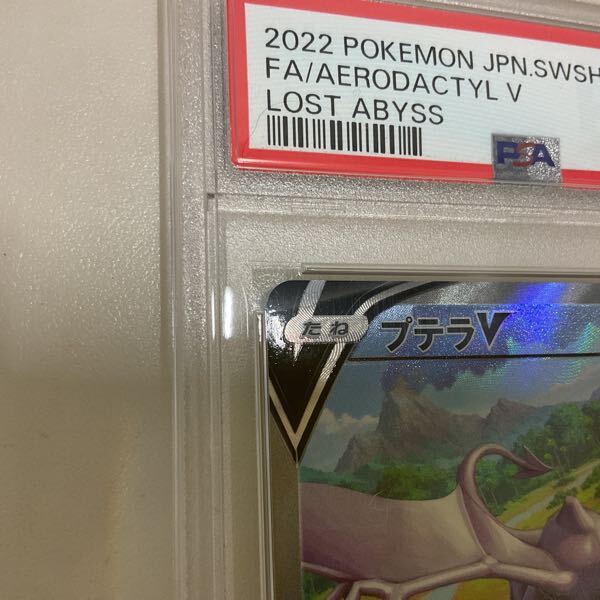 2022 POKEMON JPN.SWSH
FA/AERODACTYL V
LOST ABYSS
PSA
たね プテラV